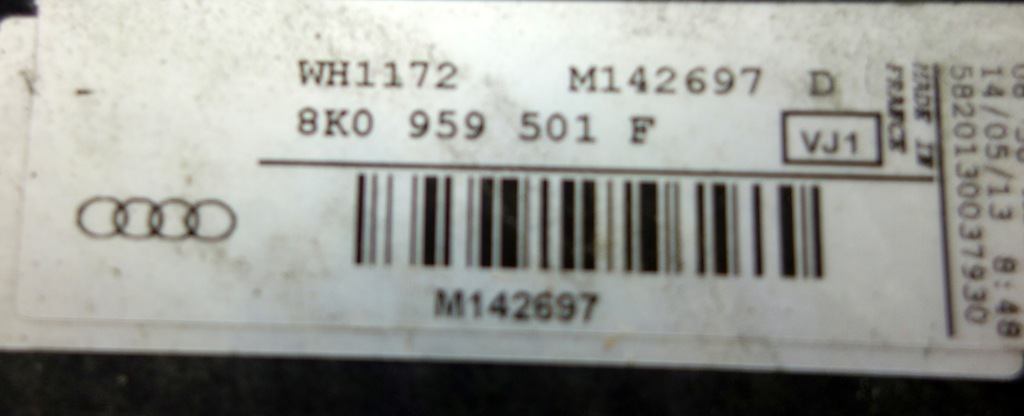 WH1172 M142697 D
8K0 959 501 F
VJ1
M142697
MADE IN
FRANCE
14/05/13 8:48
5820130037930